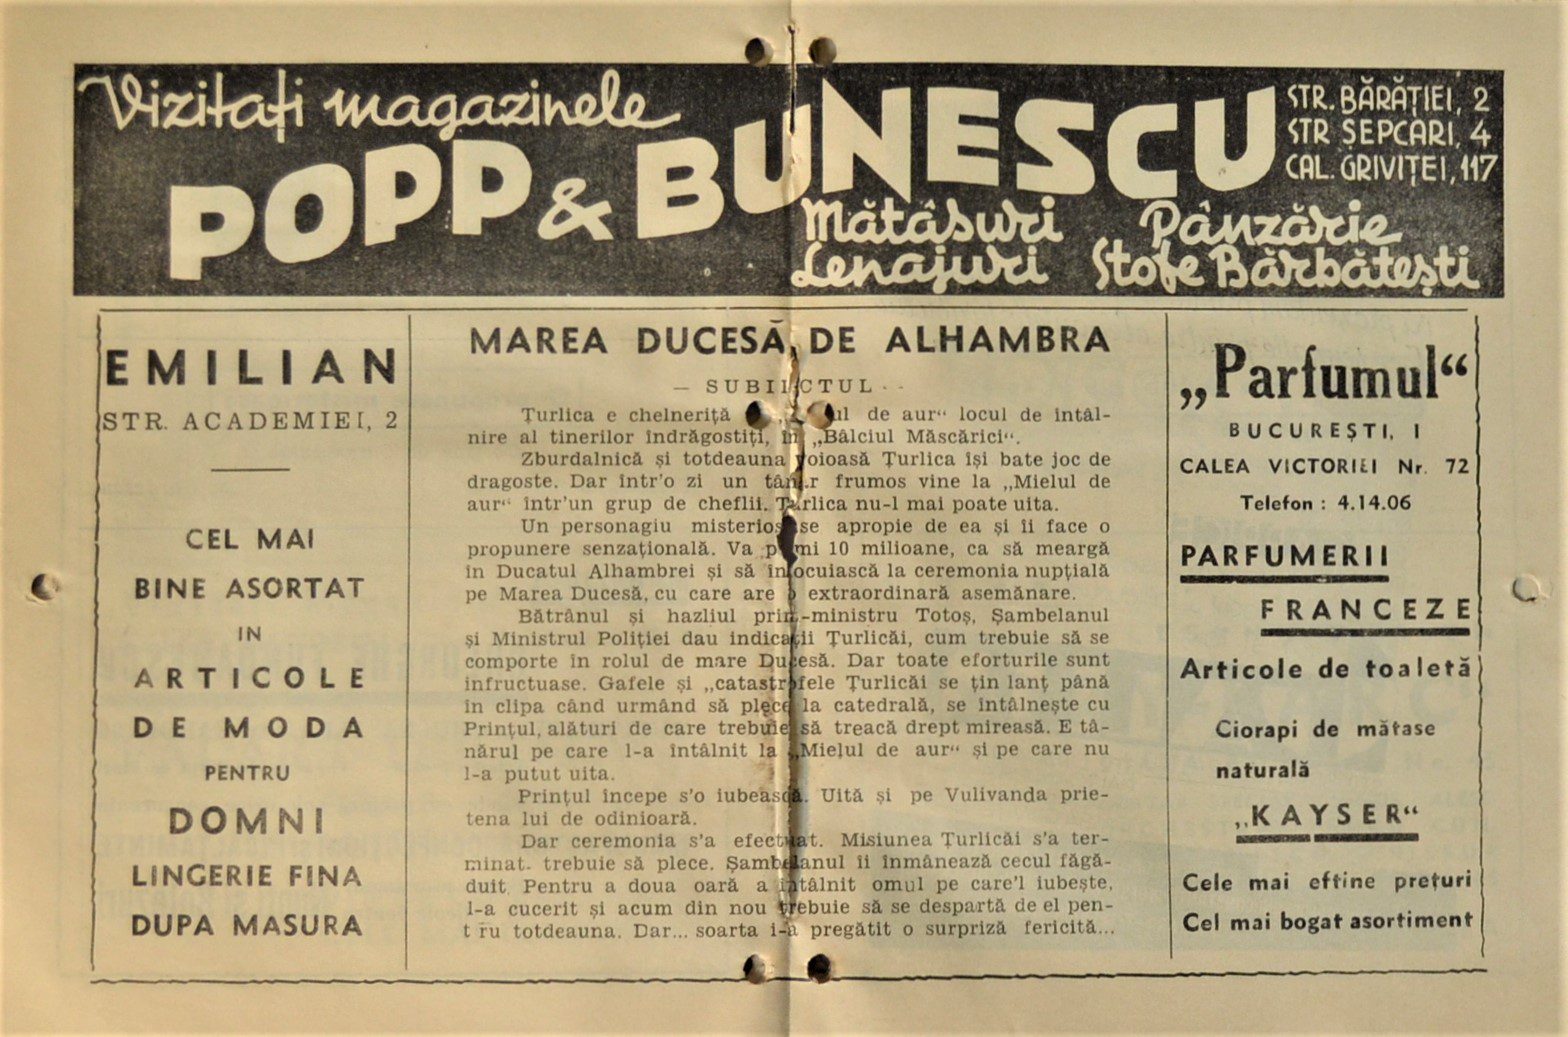 Vizitați magazinele
POPP & BUNESCU
STR. BĂRĂȚIEI, 2
STR ȘEPCARI, 4
CAL. GRIVIȚEI, 117
Mătăsuri Pânzărie
Lenajuri Stofe Bărbătești
EMILIAN
STR. ACADEMIEI, 2
CEL MAI
BINE ASORTAT
IN
ARTICOLE
DE MODA
PENTRU
DOMNI
LINGERIE FINA
DUPA MASURA
MAREA DUCESĂ DE ALHAMBRA
— SUBIECTUL —
Țurlica e chelneriță de aur“ locul de întâl-
nire al tinerilor îndrăgostiți, în „Bâlciul Măscărici“.
Zburdalnică și totdeauna voioasă Țurlica își bate joc de
dragoste. Dar într'o zi un tânăr frumos vine la „Mielul de
aur“ într'un grup de cheflii. Țurlica nu-l mai poate uita.
Un personagiu misterios se apropie de ea și îi face o
propunere senzațională. Va primi 10 milioane, ca să meargă
in Ducatul Alhambrei și să inlocuiască la ceremonia nupțială
pe Marea Ducesă, cu care are o extraordinară asemănare.
Bătrânul și hazliul prim-ministru Totoș, Șambelanul
și Ministrul Poliției dau indicații Țurlicăi, cum trebuie să se
comporte în rolul de mare Ducesă. Dar toate eforturile sunt
infructuase. Gafele și „catastrofele Țurlicăi se țin lanț până
în clipa când urmând să plece la catedrală, se întâlnește cu
Prințul, alături de care trebuie să treacă drept mireasă. E tâ-
nărul pe care l-a întâlnit la „Mielul de aur“ și pe care nu
l-a putut uita.
Prințul începe s'o iubească. Uită și pe Vulivanda prie-
tena lui de odinioară.
Dar ceremonia s'a efectuat. Misiunea Țurlicăi s'a ter-
minat. trebuie să plece. Șambelanul îi înmânează cecul făgă-
duit. Pentru a doua oară a întâlnit omul pe care'l iubește,
l-a cucerit și acum din nou trebuie să se despartă de el pen-
tru totdeauna. Dar... soarta i-a pregătit o surpriză fericită...
„Parfumul“
BUCUREȘTI, I
CALEA VICTORIEI Nr. 72
Telefon : 4.14.06
PARFUMERII
FRANCEZE
Articole de toaletă
Ciorapi de mătase
naturală
„KAYSER“
Cele mai eftine prețuri
Cel mai bogat asortiment